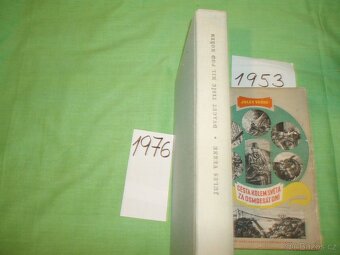 1953
JULES VERNE
CESTA KOLEM SVĚTA
ZA OSMDESÁT DNÍ
1976
JULES VERNE • DVACET TISÍC MIL POD MOŘEM